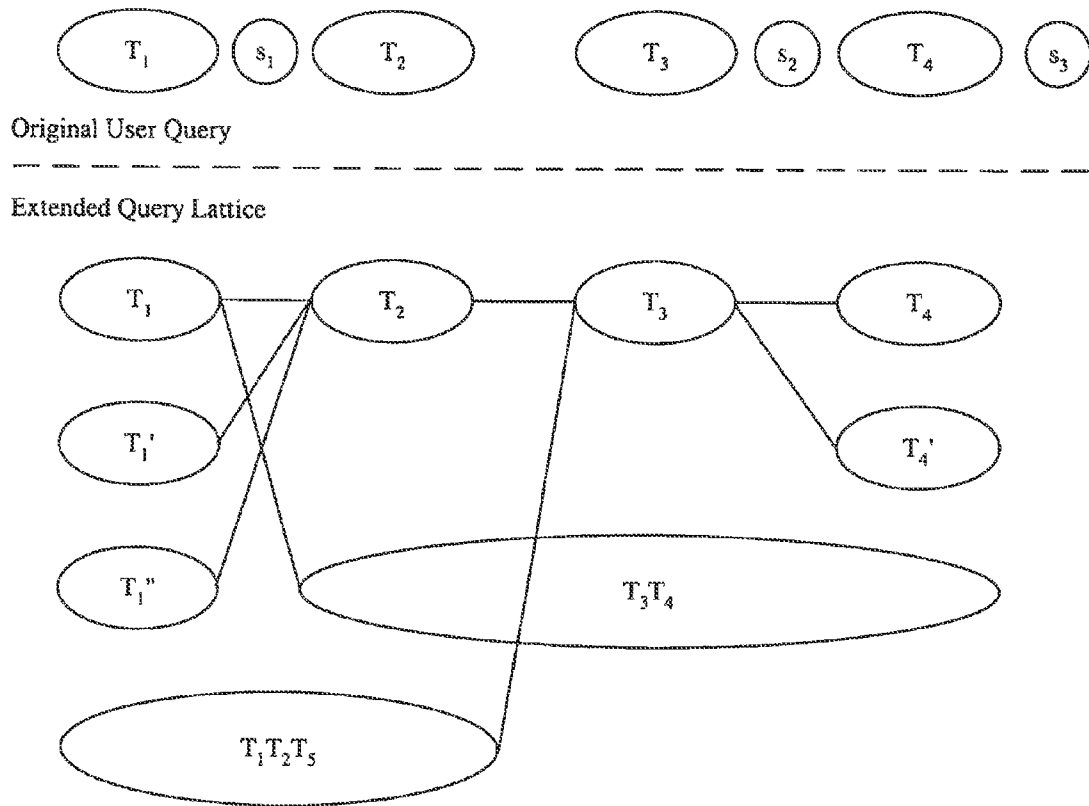 T₁ s₁ T₂ T₃ s₂ T₄ s₃
Original User Query
Extended Query Lattice
T₁ T₂ T₃ T₄
T₁' T₄'
T₁" T₃T₄
T₁T₂T₅